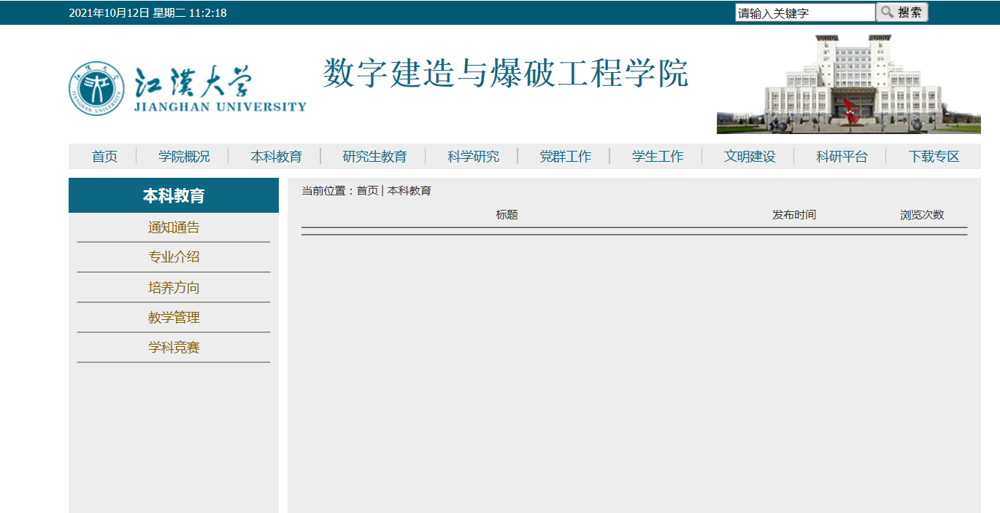 2021年10月12日 星期二 11:2:18
请输入关键字 搜索
江漢大学
JIANGHAN UNIVERSITY
数字建造与爆破工程学院
首页 学院概况 本科教育 研究生教育 科学研究 党群工作 学生工作 文明建设 科研平台 下载专区
本科教育
通知通告
专业介绍
培养方向
教学管理
学科竞赛
当前位置：首页 | 本科教育
标题 发布时间 浏览次数